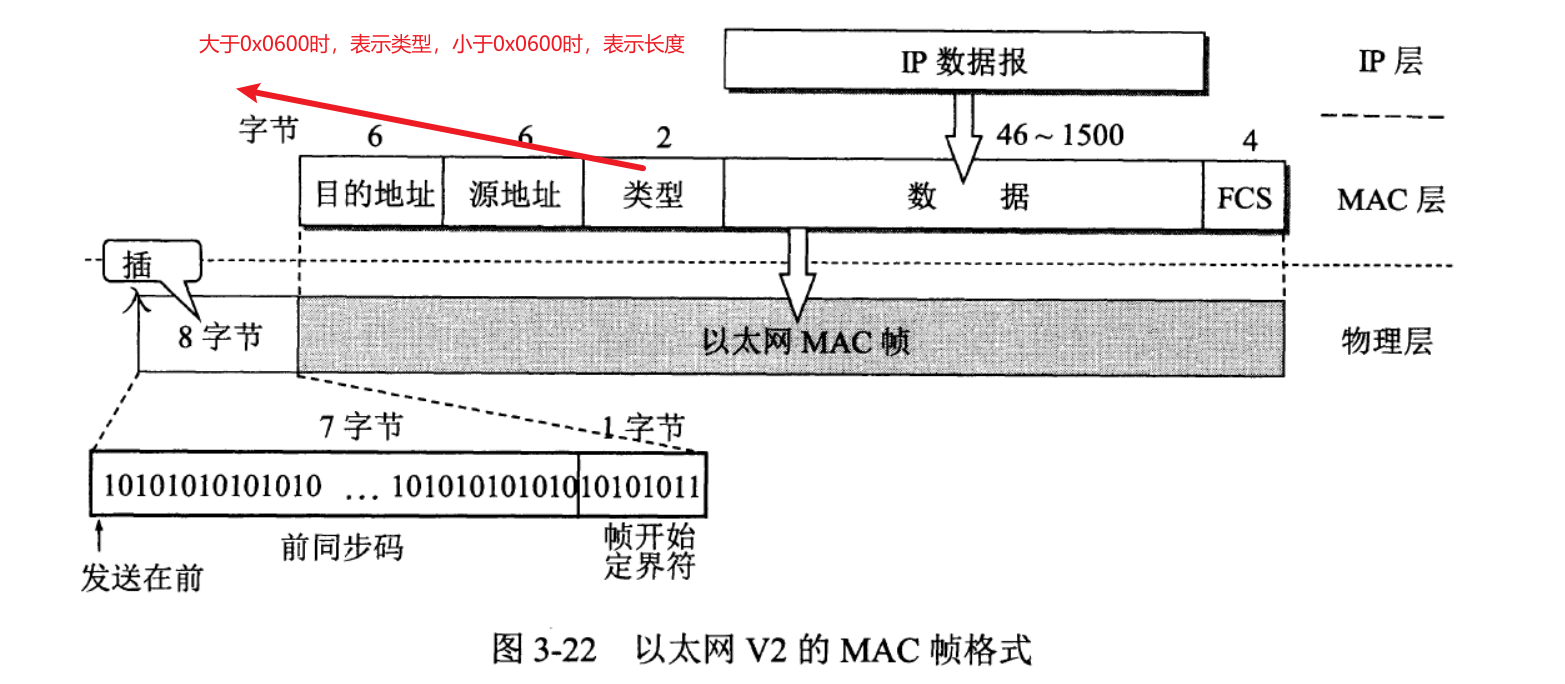 大于0x0600时，表示类型，小于0x0600时，表示长度
IP 数据报
IP 层
字节
6
6
2
46～1500
4
目的地址
源地址
类型
数 据
FCS
MAC 层
插
入
8 字节
以太网 MAC 帧
物理层
7 字节
1 字节
10101010101010 … 101010101010
10101011
前同步码
帧开始
定界符
发送在前
图 3-22 以太网 V2 的 MAC 帧格式